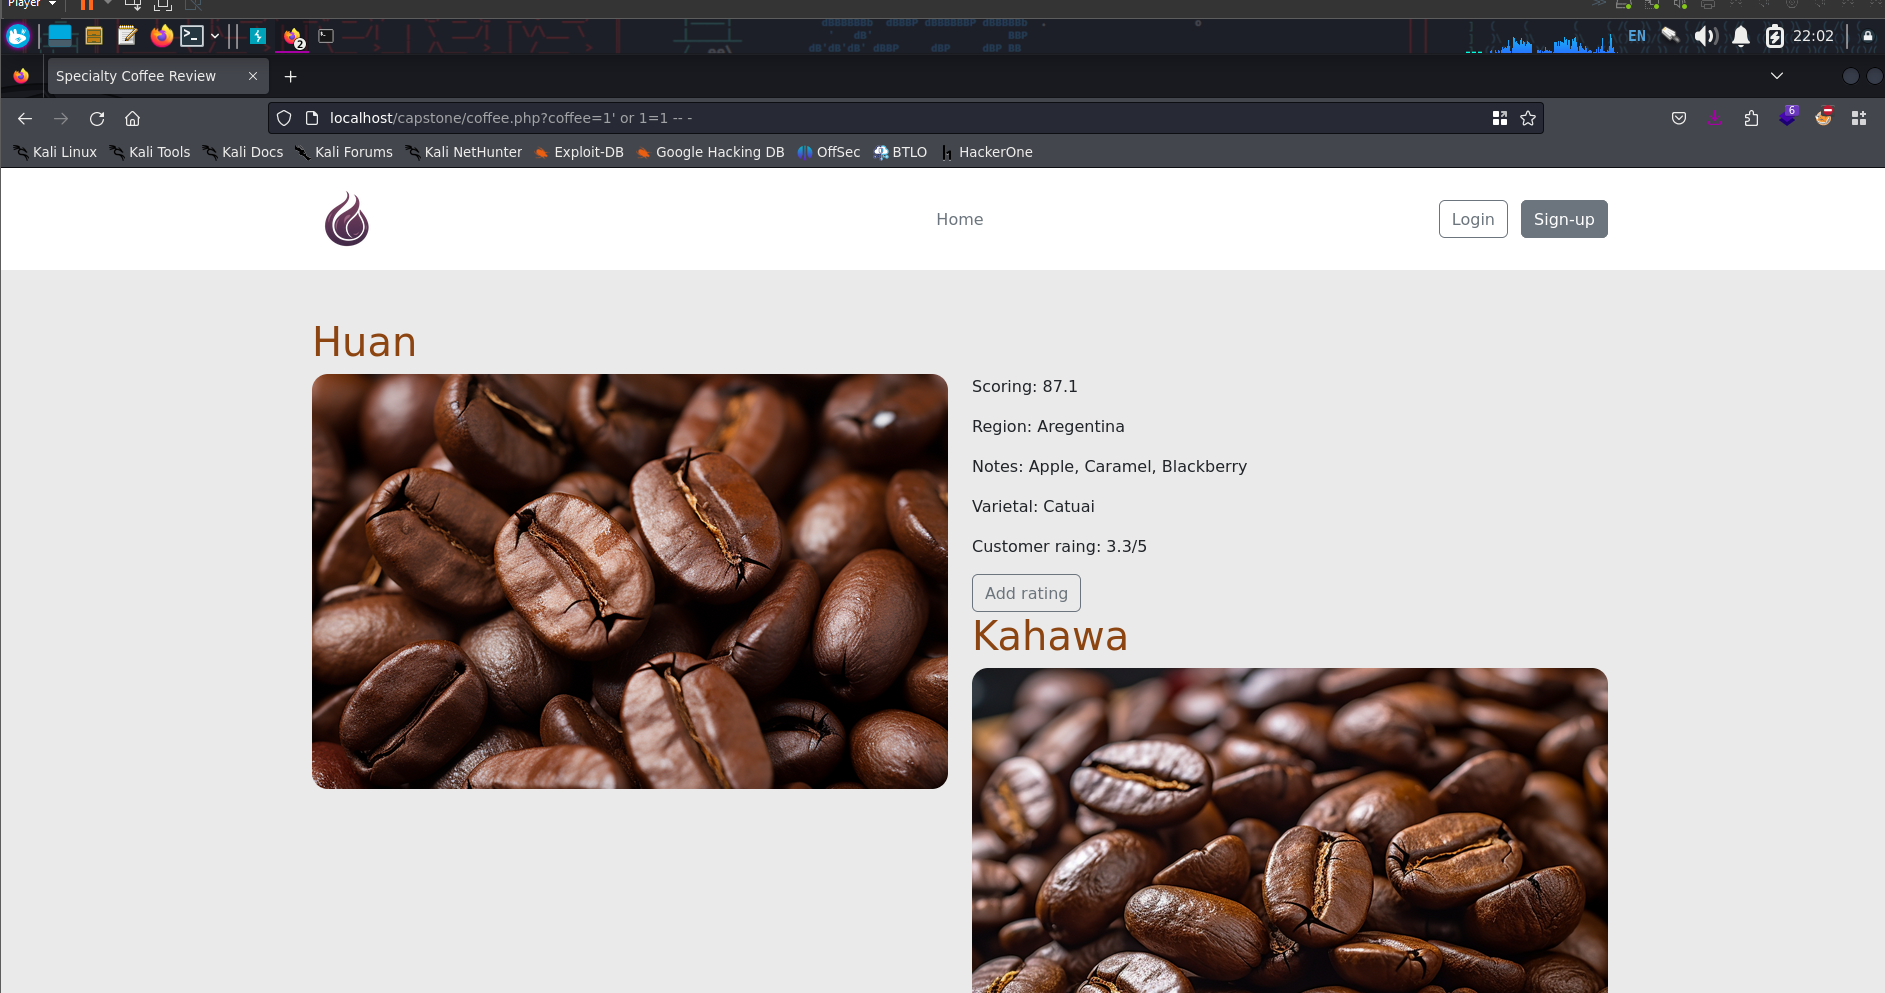 Player
2
EN
22:02
Specialty Coffee Review
localhost/capstone/coffee.php?coffee=1' or 1=1 -- -
6
Kali Linux Kali Tools Kali Docs Kali Forums Kali NetHunter Exploit-DB Google Hacking DB OffSec BTLO HackerOne
Home
Login
Sign-up
Huan
Scoring: 87.1
Region: Aregentina
Notes: Apple, Caramel, Blackberry
Varietal: Catuai
Customer raing: 3.3/5
Add rating
Kahawa